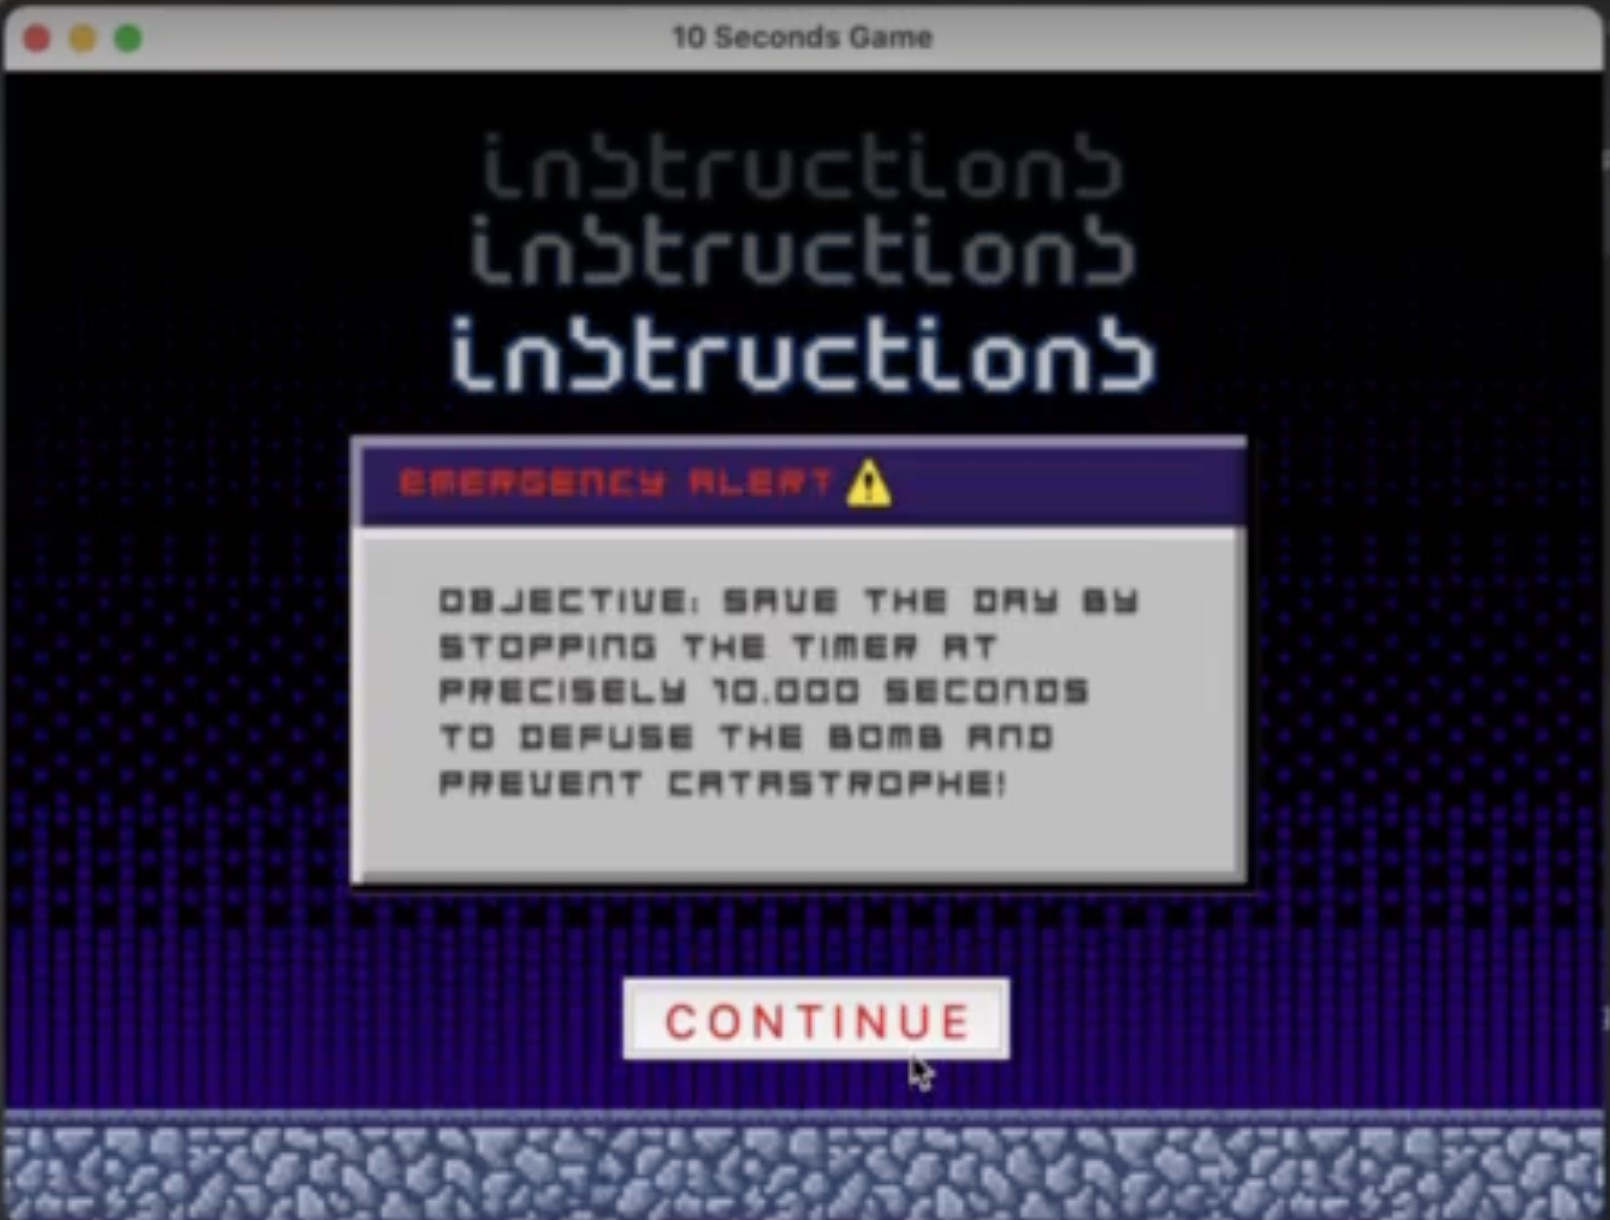 10 Seconds Game
instructions
instructions
instructions
EMERGENCY ALERT
OBJECTIVE: SAVE THE DAY BY
STOPPING THE TIMER AT
PRECISELY 10.000 SECONDS
TO DEFUSE THE BOMB AND
PREVENT CATASTROPHE!
CONTINUE